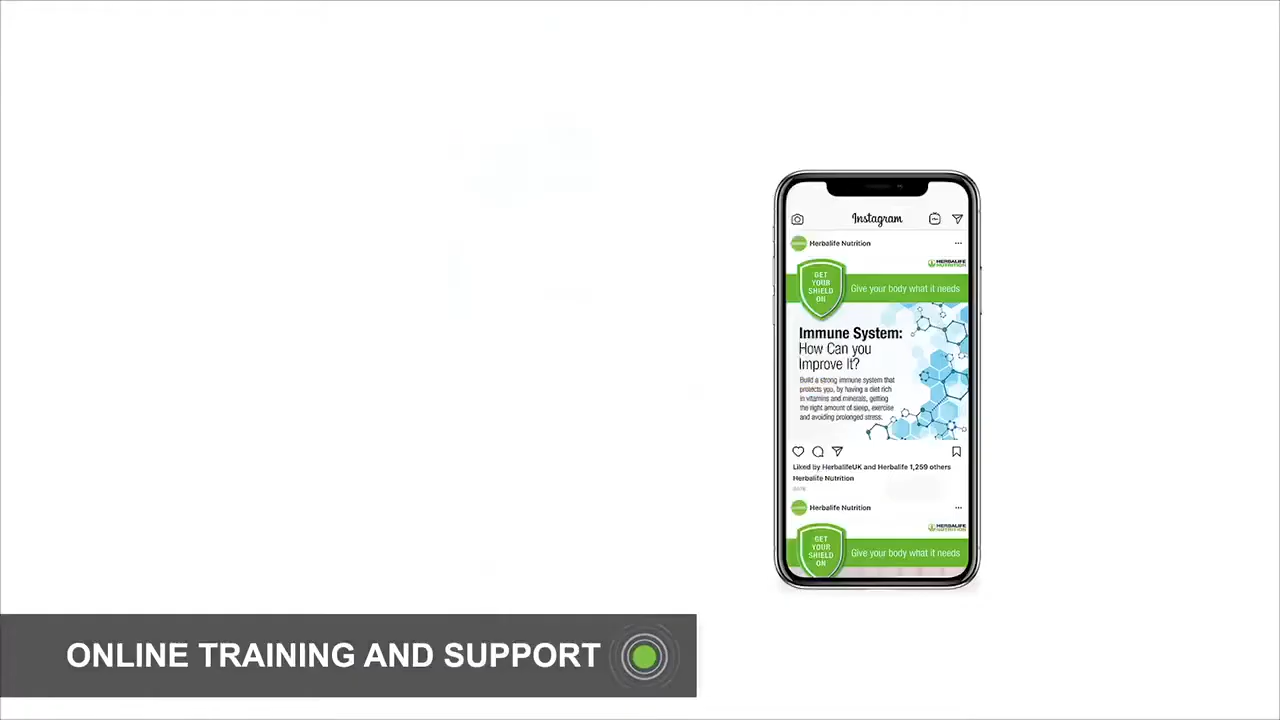 Instagram
Herbalife Nutrition
HERBALIFE
NUTRITION
GET
YOUR
SHIELD
ON
Give your body what it needs
Immune System:
How Can you
Improve It?
Build a strong immune system that
protects you, by having a diet rich
in vitamins and minerals, getting
the right amount of sleep, exercise
and avoiding prolonged stress.
Liked by HerbalifeUK and Herbalife 1,259 others
Herbalife Nutrition
Herbalife Nutrition
HERBALIFE
NUTRITION
GET
YOUR
SHIELD
ON
Give your body what it needs
ONLINE TRAINING AND SUPPORT